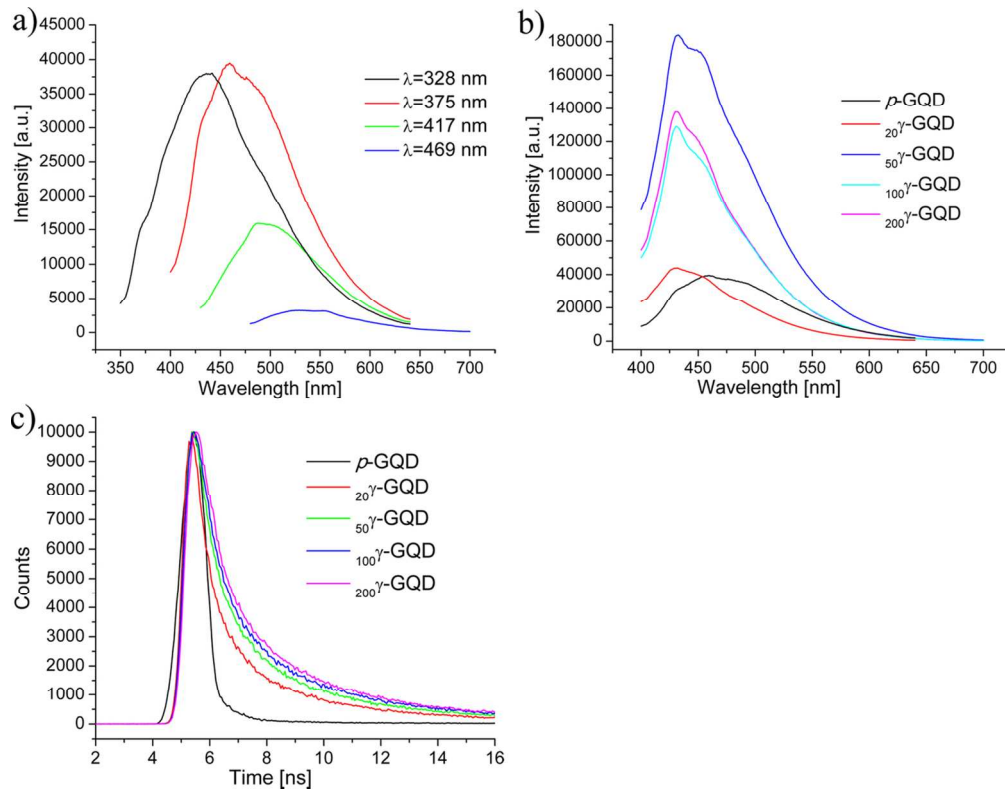 a)
45000
40000
35000
30000
25000
20000
15000
10000
5000
0
Intensity [a.u.]
350 400 450 500 550 600 650 700
Wavelength [nm]
λ=328 nm
λ=375 nm
λ=417 nm
λ=469 nm
b)
180000
160000
140000
120000
100000
80000
60000
40000
20000
0
Intensity [a.u.]
400 450 500 550 600 650 700
Wavelength [nm]
p-GQD
20γ-GQD
50γ-GQD
100γ-GQD
200γ-GQD
c)
10000
9000
8000
7000
6000
5000
4000
3000
2000
1000
0
Counts
2 4 6 8 10 12 14 16
Time [ns]
p-GQD
20γ-GQD
50γ-GQD
100γ-GQD
200γ-GQD